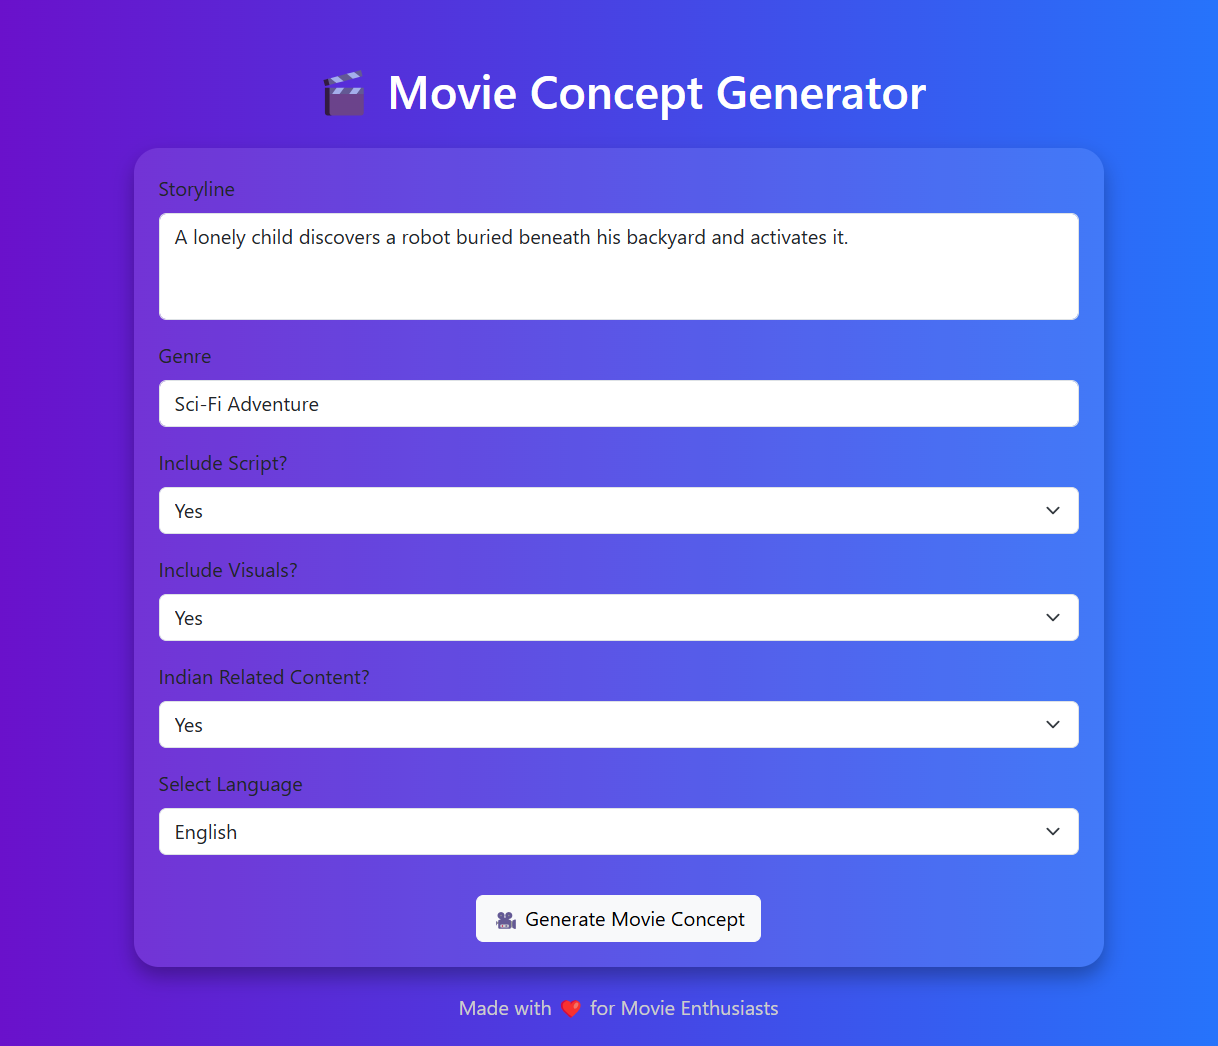 Movie Concept Generator
Storyline
A lonely child discovers a robot buried beneath his backyard and activates it.
Genre
Sci-Fi Adventure
Include Script?
Yes
Include Visuals?
Yes
Indian Related Content?
Yes
Select Language
English
Generate Movie Concept
Made with ❤️ for Movie Enthusiasts